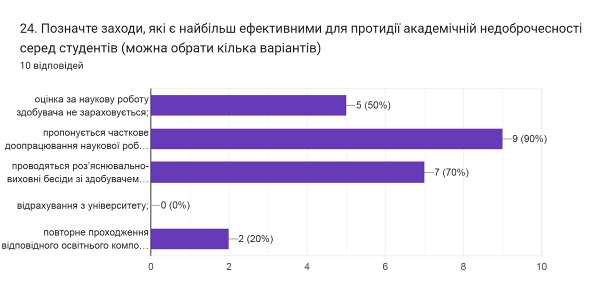 24. Позначте заходи, які є найбільш ефективними для протидії академічній недоброчесності
серед студентів (можна обрати кілька варіантів)
10 відповідей
оцінка за наукову роботу
здобувача не зараховується;
5 (50%)
пропонується часткове
доопрацювання наукової роб…
9 (90%)
проводяться роз'яснювально-
виховні бесіди зі здобувачем…
7 (70%)
відрахування з університету;
0 (0%)
повторне проходження
відповідного освітнього компо…
2 (20%)
0 2 4 6 8 10